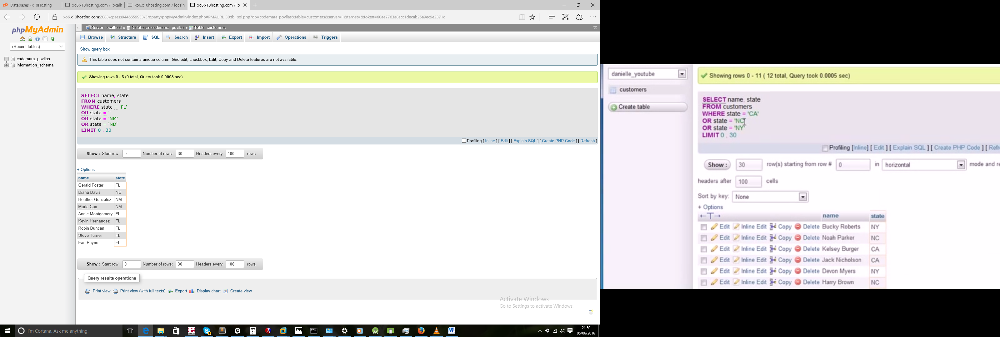 Databases - x10Hosting
xo6.x10hosting.com / localh
xo6.x10hosting.com / localh
xo6.x10hosting.com / lo
xo6.x10hosting.com:2083/cpsess9446659933/3rdparty/phpMyAdmin/index.php#PMAURL-30:tbl_sql.php?db=codemara_povilas&table=customers&server=1&target=&token=60ae7763a8acc1decab25a9ec9e2371c
phpMyAdmin
(Recent tables) ...
codemara_povilas
information_schema
Server: localhost » Database: codemara_povilas » Table: customers
Browse Structure SQL Search Insert Export Import Operations Triggers
Show query box
This table does not contain a unique column. Grid edit, checkbox, Edit, Copy and Delete features are not available.
Showing rows 0 - 8 (9 total, Query took 0.0008 sec)
SELECT name, state
FROM customers
WHERE state = 'FL'
OR state = ''
OR state = 'NM'
OR state = 'ND'
LIMIT 0 , 30
Profiling [ Inline ] [ Edit ] [ Explain SQL ] [ Create PHP Code ] [ Refresh ]
Show : Start row: 0 Number of rows: 30 Headers every 100 rows
+ Options
name state
Gerald Foster FL
Diana Davis ND
Heather Gonzalez NM
Maria Cox NM
Annie Montgomery FL
Kevin Hernandez FL
Robin Duncan FL
Steve Turner FL
Earl Payne FL
Show : Start row: 0 Number of rows: 30 Headers every 100 rows
Query results operations
Print view Print view (with full texts) Export Display chart Create view
Activate Windows
Go to Settings to activate Windows.
I'm Cortana. Ask me anything.
21:50
05/06/2016
danielle_youtube
customers
Create table
Showing rows 0 - 11 ( 12 total, Query took 0.0005 sec)
SELECT name, state
FROM customers
WHERE state = 'CA'
OR state = 'NC'
OR state = 'NY'
LIMIT 0 , 30
Profiling [Inline] [ Edit ] [ Explain SQL ] [ Create PHP Code ] [ Refr
Show : 30 row(s) starting from row # 0 in horizontal mode and re
headers after 100 cells
Sort by key: None
+ Options
name state
Edit Inline Edit Copy Delete Bucky Roberts NY
Edit Inline Edit Copy Delete Noah Parker NC
Edit Inline Edit Copy Delete Kelsey Burger CA
Edit Inline Edit Copy Delete Jack Nicholson CA
Edit Inline Edit Copy Delete Devon Myers NY
Edit Inline Edit Copy Delete Harry Brown NC